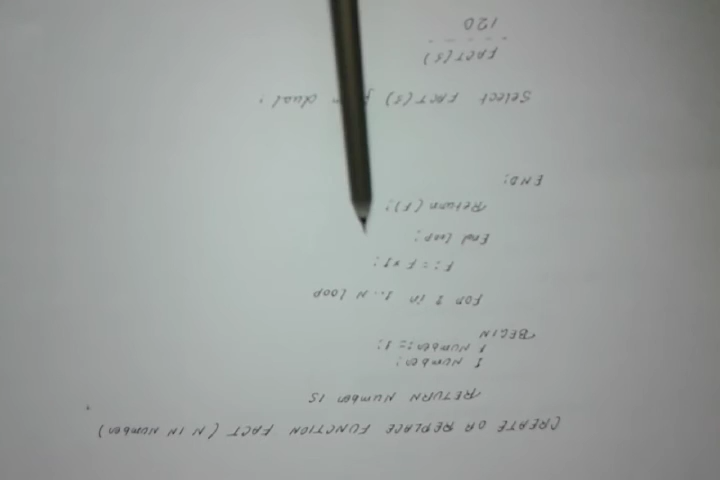 CREATE OR REPLACE FUNCTION FACT (N IN NUMBER)
RETURN NUMBER IS
I NUMBER;
F NUMBER:=1;
BEGIN
FOR I in 1..N LOOP
F:=F*I;
End Loop;
Return (F);
END;
Select FACT(5) dual;
FACT(5)
- - - - - - -
120